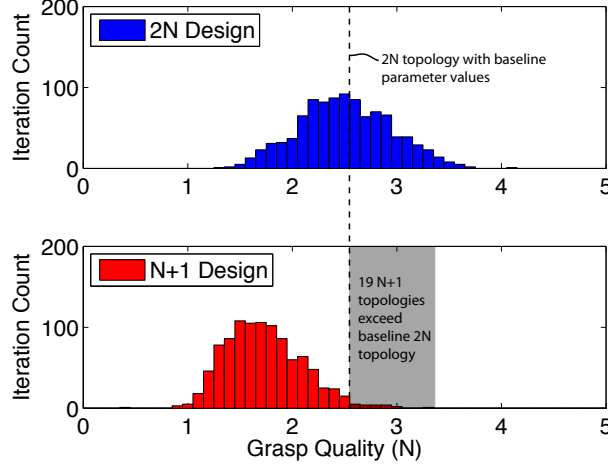 200
2N Design
2N topology with baseline
parameter values
100
Iteration Count
0
0 1 2 3 4 5
200
N+1 Design
19 N+1
topologies
exceed
baseline 2N
topology
100
Iteration Count
0
0 1 2 3 4 5
Grasp Quality (N)